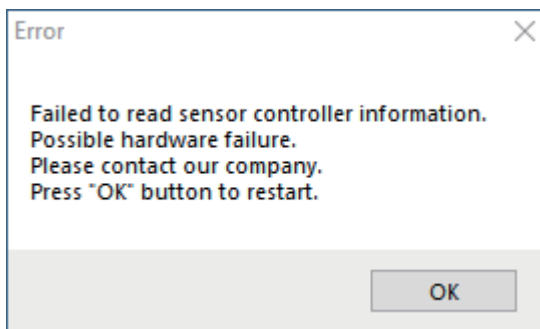 Error
Failed to read sensor controller information.
Possible hardware failure.
Please contact our company.
Press "OK" button to restart.
OK